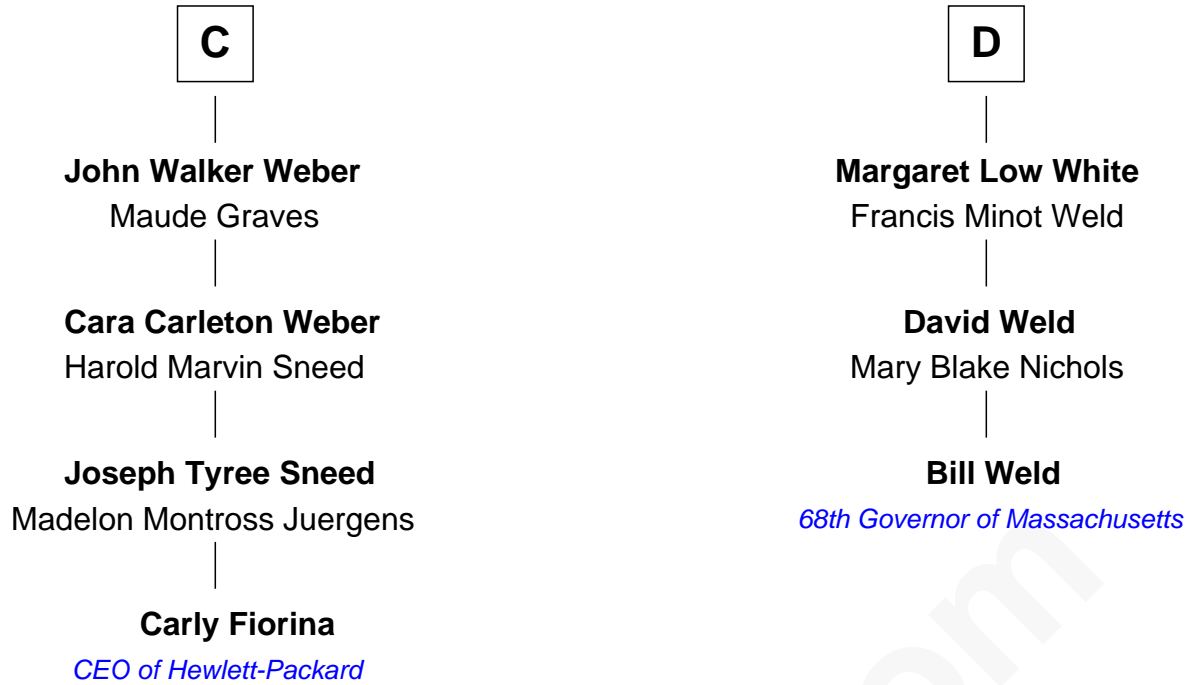 C
John Walker Weber
Maude Graves
Cara Carleton Weber
Harold Marvin Sneed
Joseph Tyree Sneed
Madelon Montross Juergens
Carly Fiorina
CEO of Hewlett-Packard
D
Margaret Low White
Francis Minot Weld
David Weld
Mary Blake Nichols
Bill Weld
68th Governor of Massachusetts
om